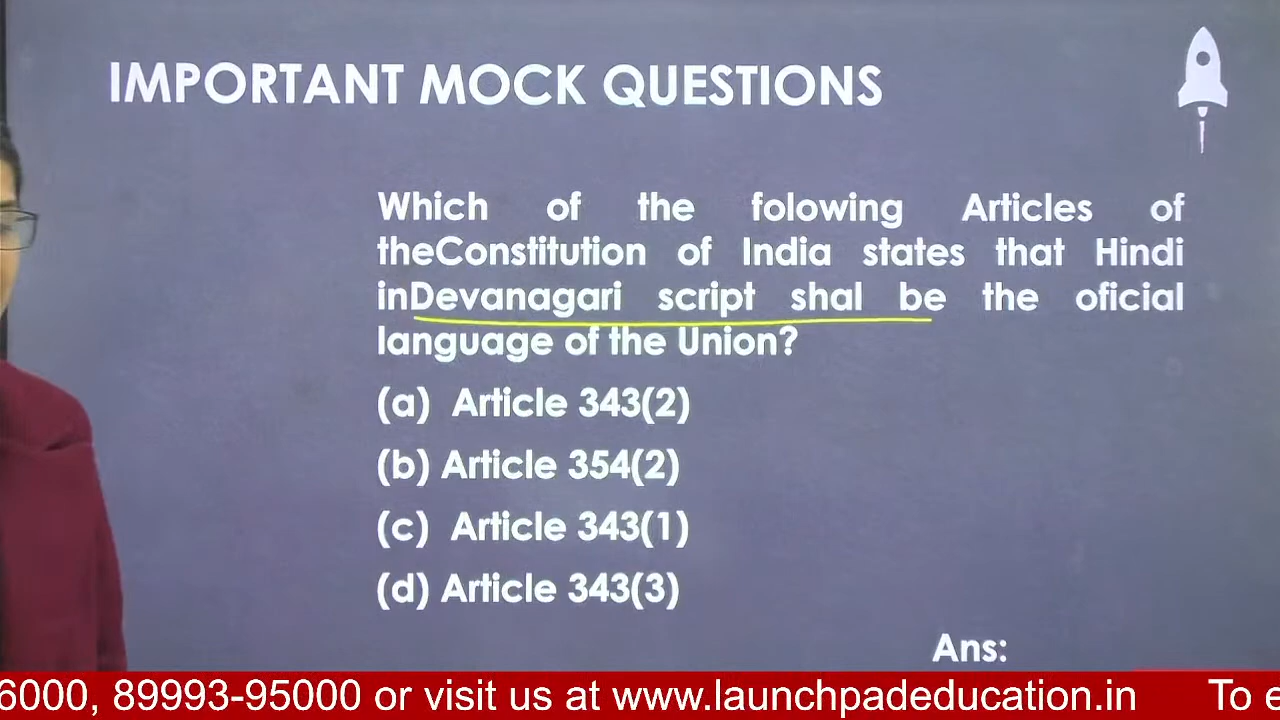 IMPORTANT MOCK QUESTIONS
Which of the folowing Articles of
theConstitution of India states that Hindi
inDevanagari script shal be the oficial
language of the Union?
(a) Article 343(2)
(b) Article 354(2)
(c) Article 343(1)
(d) Article 343(3)
Ans:
6000, 89993-95000 or visit us at www.launchpadeducation.in To e